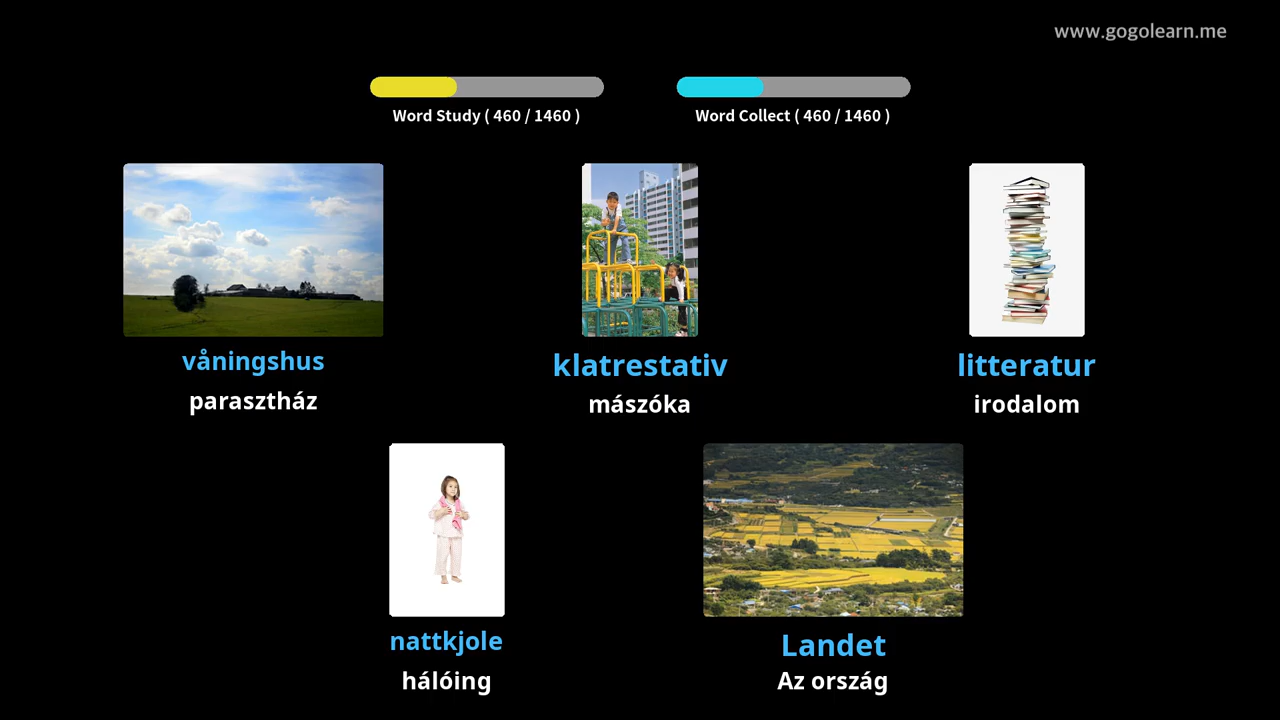 www.gogolearn.me
Word Study ( 460 / 1460 )
Word Collect ( 460 / 1460 )
våningshus
parasztház
klatrestativ
mászóka
litteratur
irodalom
nattkjole
hálóing
Landet
Az ország